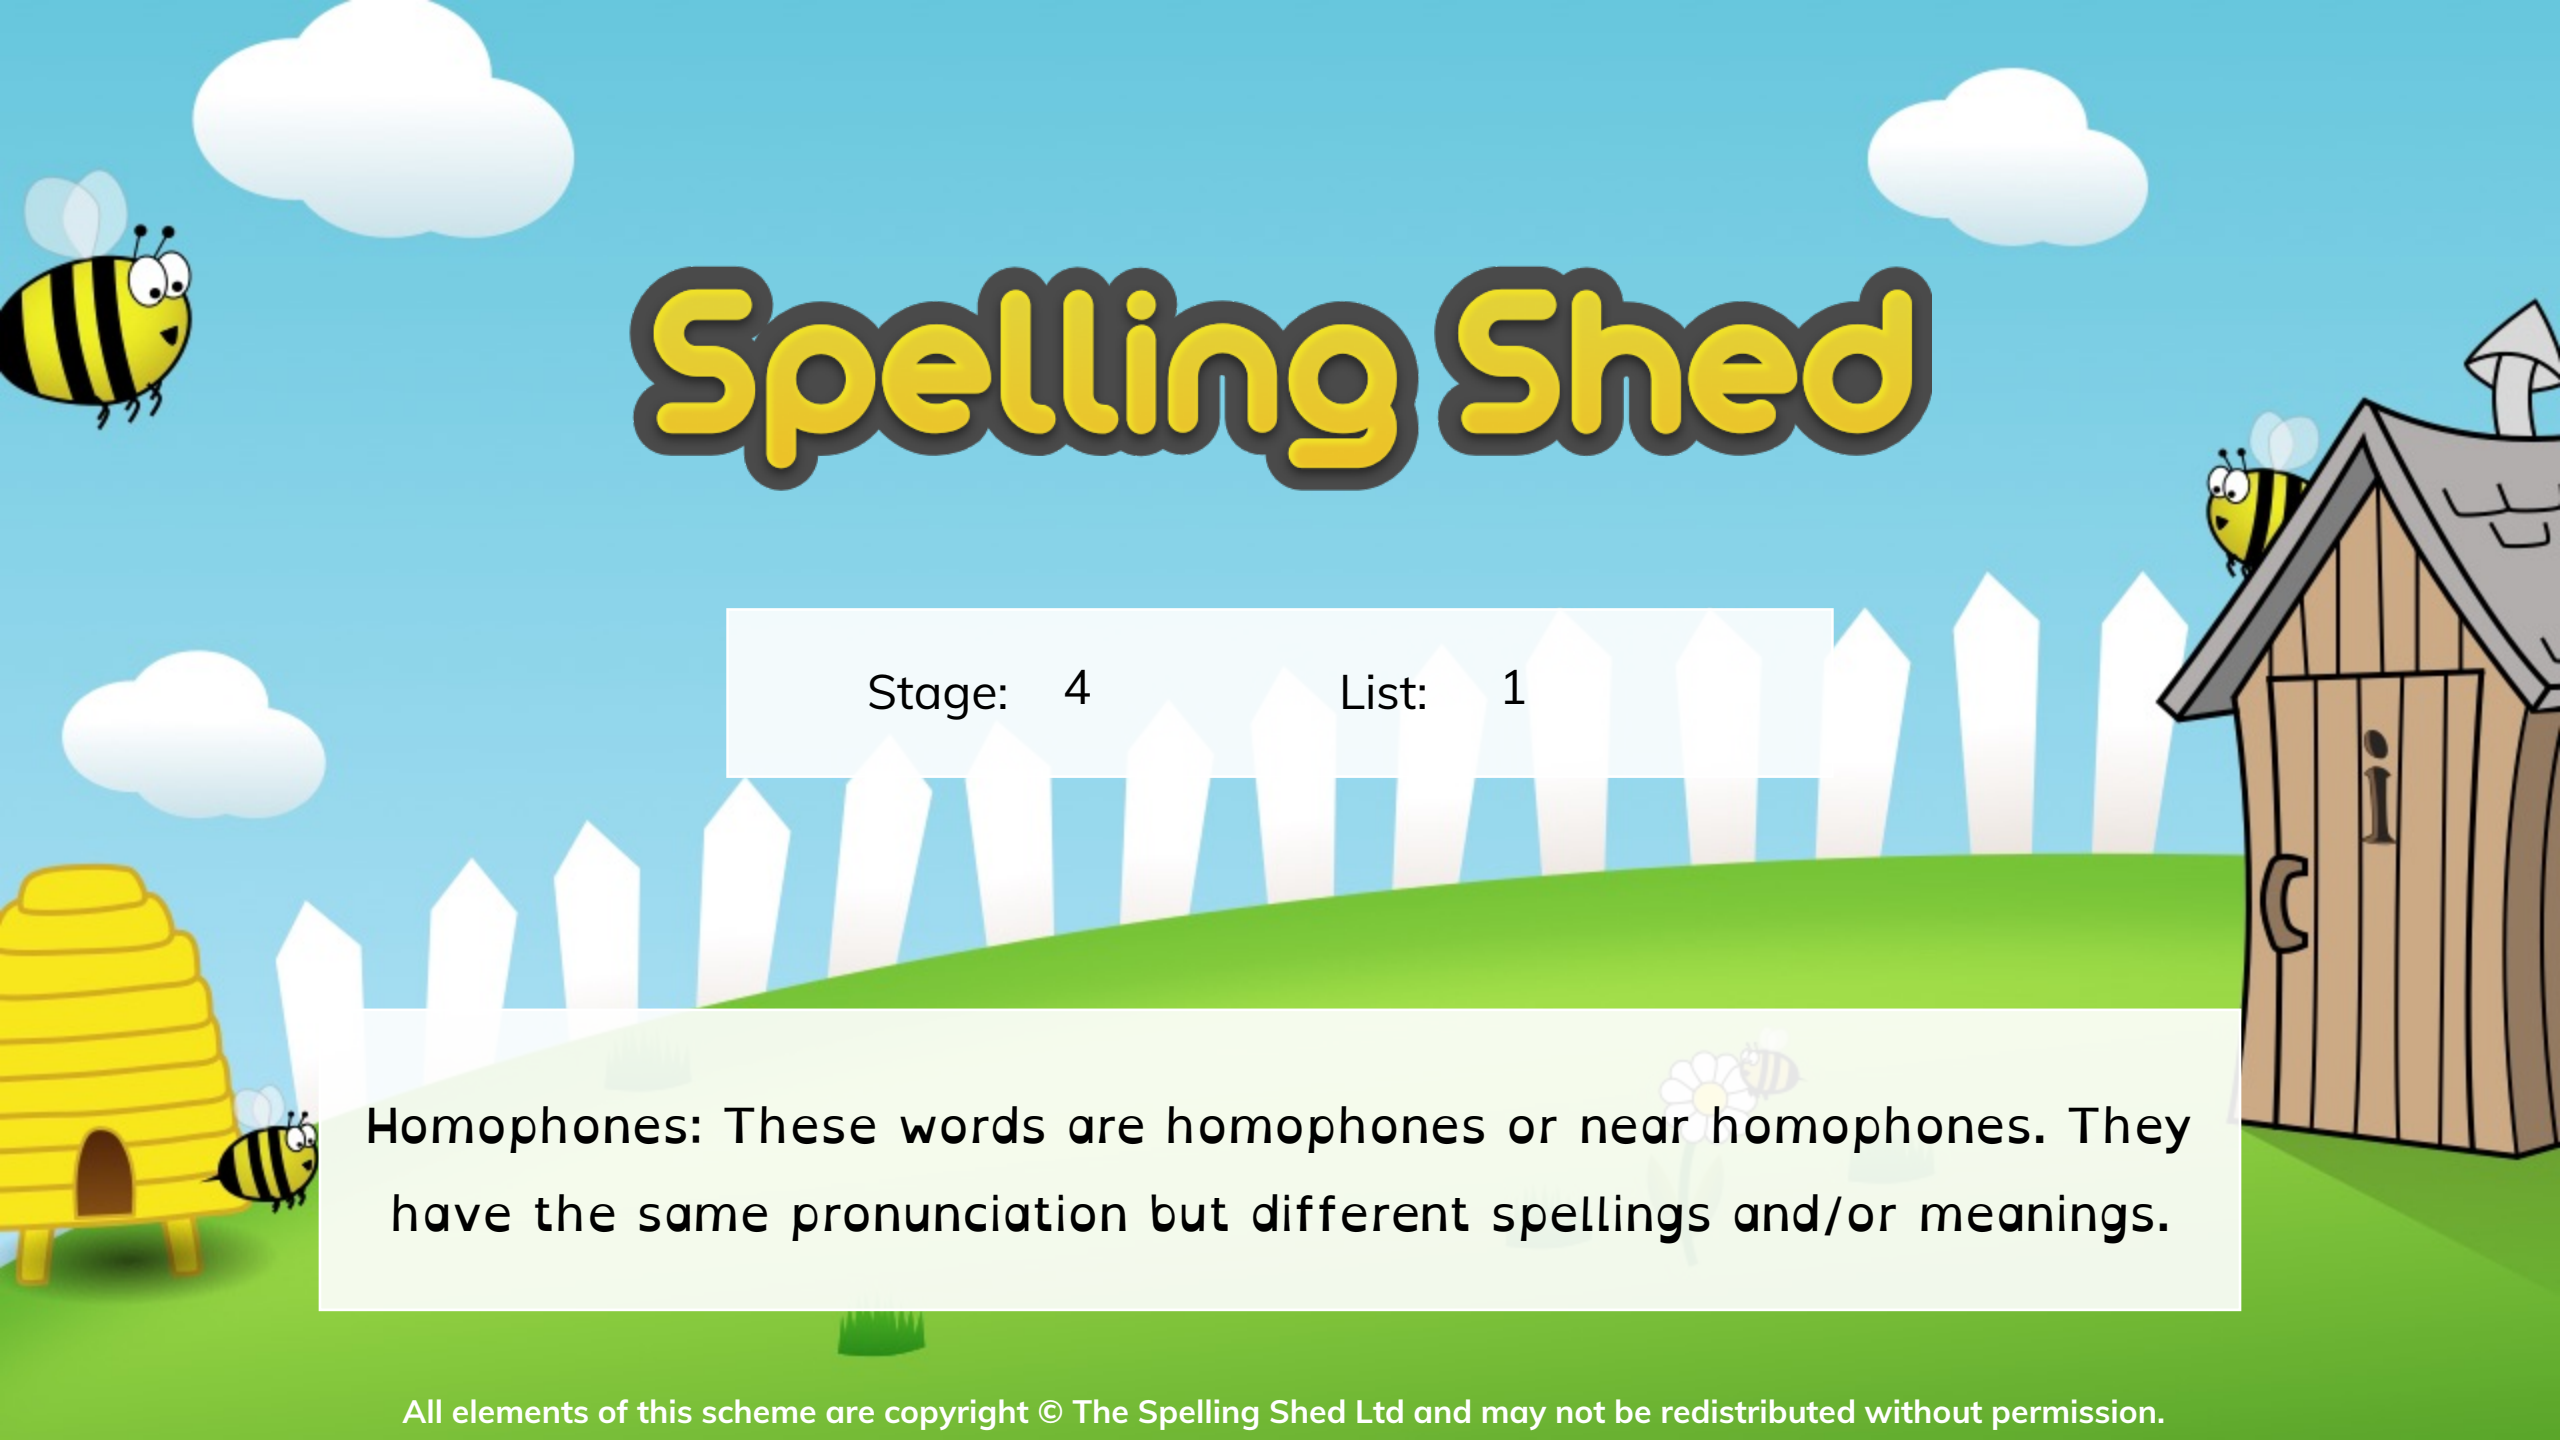 Spelling Shed
Stage: 4 List: 1
i
Homophones: These words are homophones or near homophones. They
have the same pronunciation but different spellings and/or meanings.
All elements of this scheme are copyright © The Spelling Shed Ltd and may not be redistributed without permission.